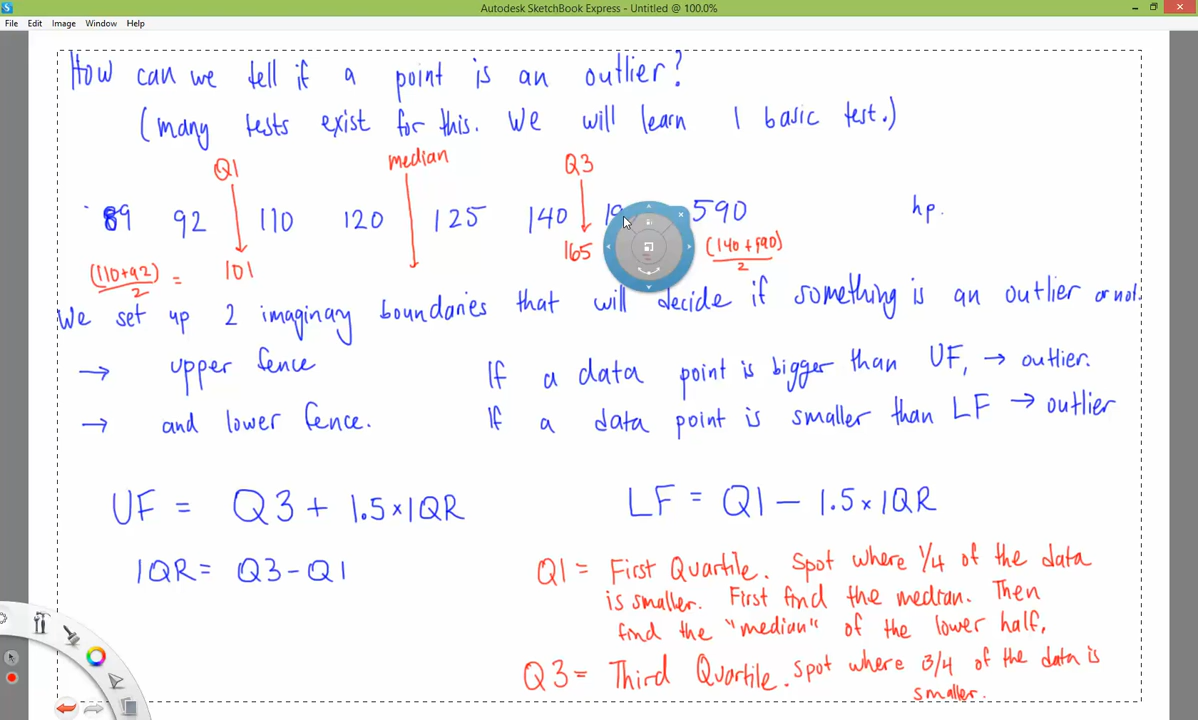 Autodesk SketchBook Express - Untitled @ 100.0%
File Edit Image Window Help
How can we tell if a point is an outlier?
(many tests exist for this. We will learn 1 basic test.)
Q1 median Q3
89 92 110 120 125 140 590 hp.
(110+92)/2 = 101 165 (140+190)/2
We set up 2 imaginary boundaries that will decide if something is an outlier or not.
→ upper fence If a data point is bigger than UF, → outlier.
→ and lower fence. If a data point is smaller than LF → outlier
UF = Q3 + 1.5×IQR LF = Q1 - 1.5×IQR
IQR = Q3-Q1
Q1 = First Quartile. Spot where 1/4 of the data
is smaller. First find the median. Then
find the "median" of the lower half.
Q3 = Third Quartile. Spot where 3/4 of the data is
smaller.